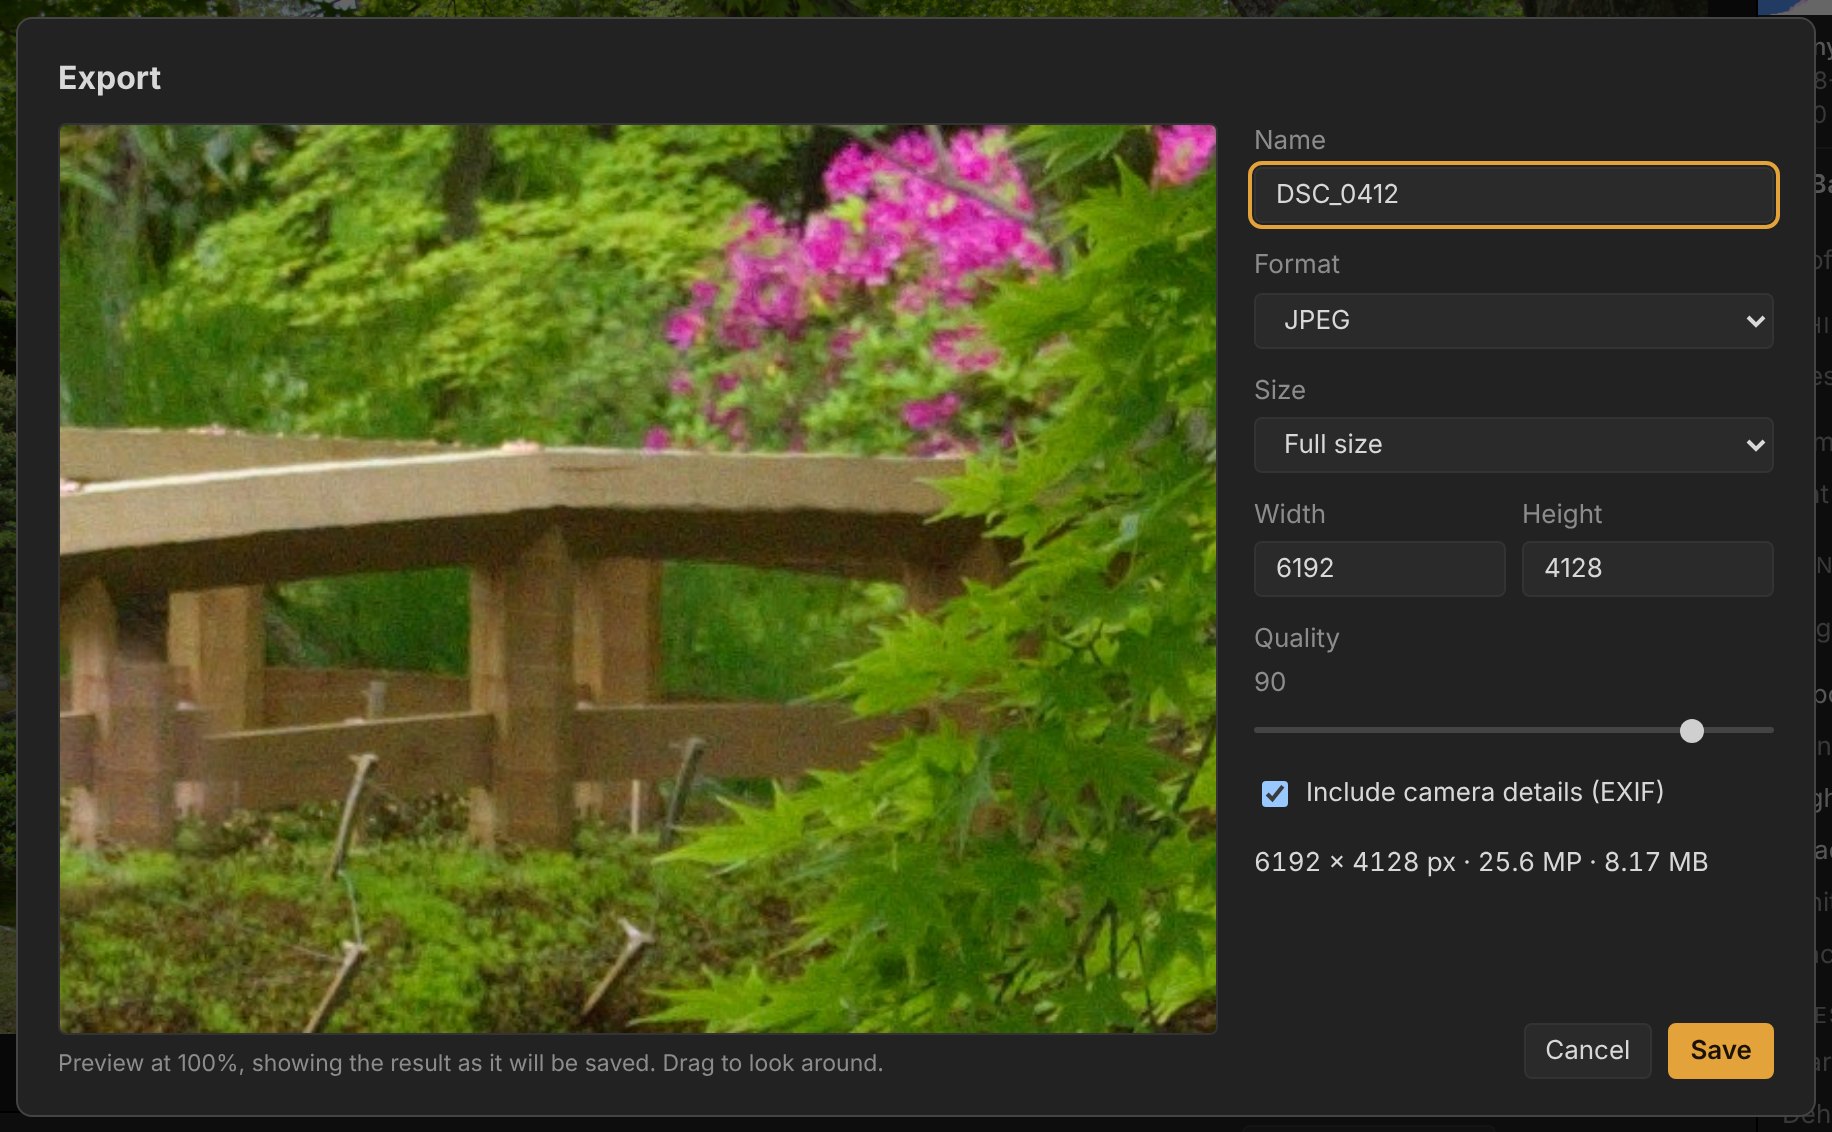 Export
Name
DSC_0412
Format
JPEG
Size
Full size
Width
Height
6192
4128
Quality
90
Include camera details (EXIF)
6192 × 4128 px · 25.6 MP · 8.17 MB
Cancel
Save
Preview at 100%, showing the result as it will be saved. Drag to look around.